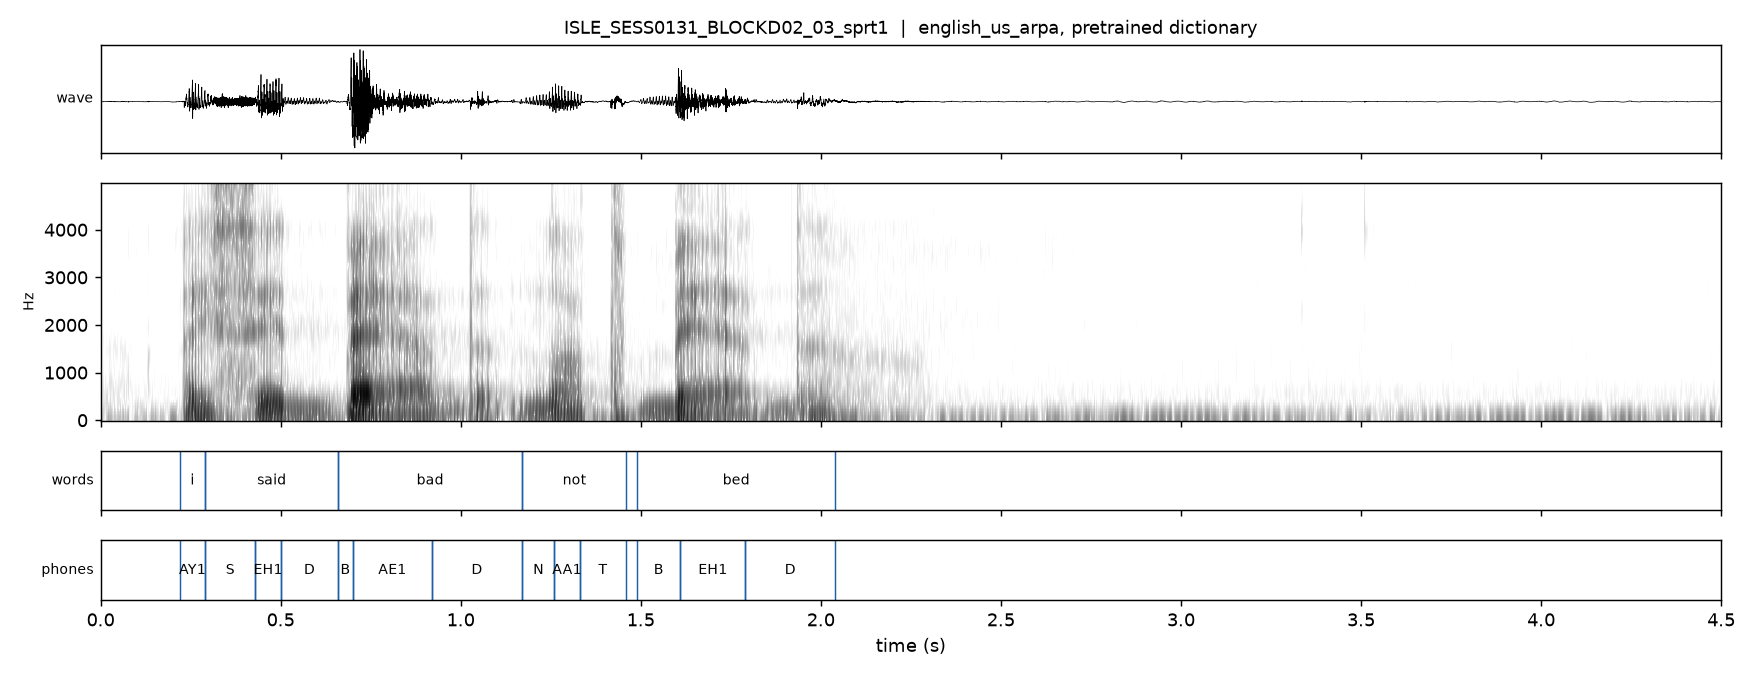 ISLE_SESS0131_BLOCKD02_03_sprt1 | english_us_arpa, pretrained dictionary
wave
4000
3000
2000
1000
0
Hz
words
i said bad not bed
phones
AY1 S EH1 D B AE1 D N AA1 T B EH1 D
0.0 0.5 1.0 1.5 2.0 2.5 3.0 3.5 4.0 4.5
time (s)